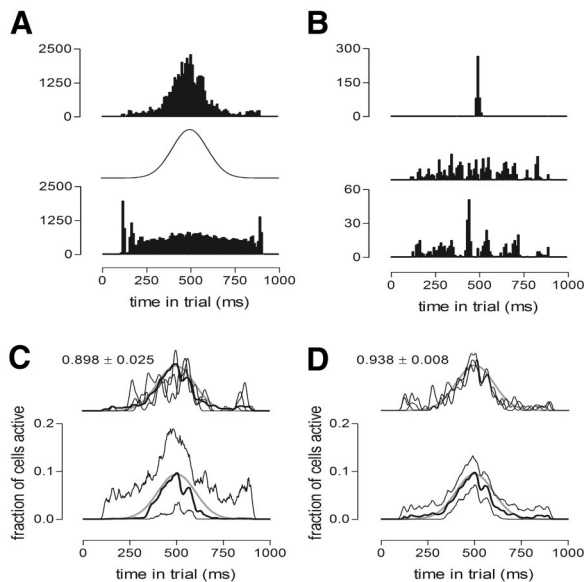 A
2500
1250
0
2500
1250
0
0 250 500 750 1000
time in trial (ms)
B
300
150
0
60
30
0
0 250 500 750 1000
time in trial (ms)
C
0.898 ± 0.025
fraction of cells active
0.2
0.1
0.0
0 250 500 750 1000
time in trial (ms)
D
0.938 ± 0.008
fraction of cells active
0.2
0.1
0.0
0 250 500 750 1000
time in trial (ms)